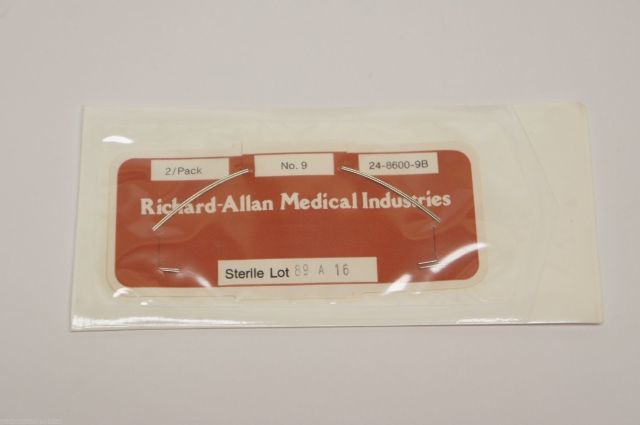 2/Pack No. 9 24-8600-9B
Richard-Allan Medical Industries
Sterile Lot 89 A 16